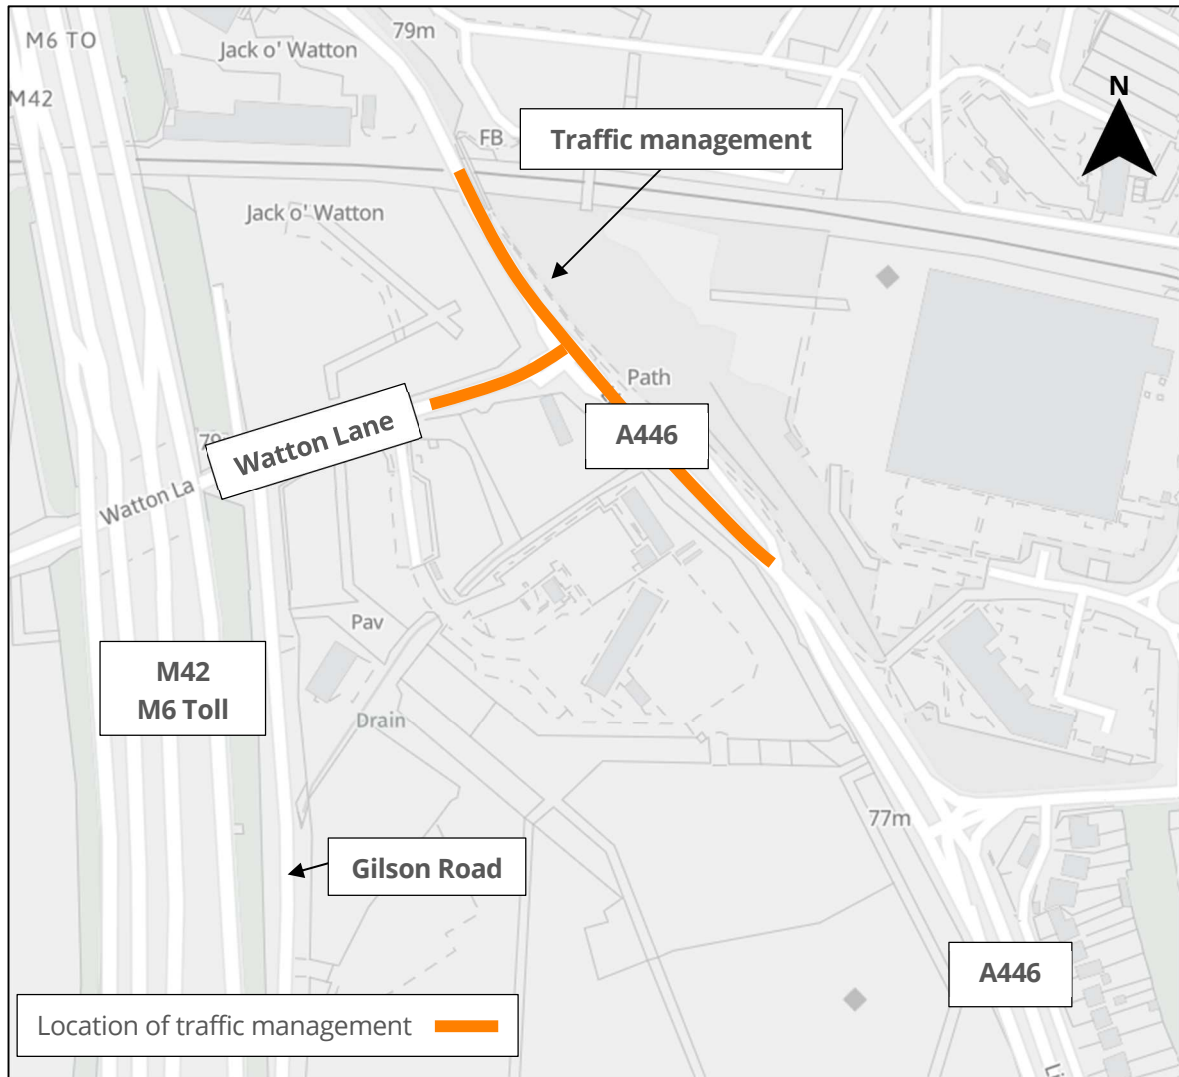 M6 TO
M42
Jack o' Watton
79m
N
FB
Traffic management
Jack o' Watton
Path
A446
Watton Lane
Watton La
Pav
M42
M6 Toll
Drain
77m
Gilson Road
A446
Location of traffic management